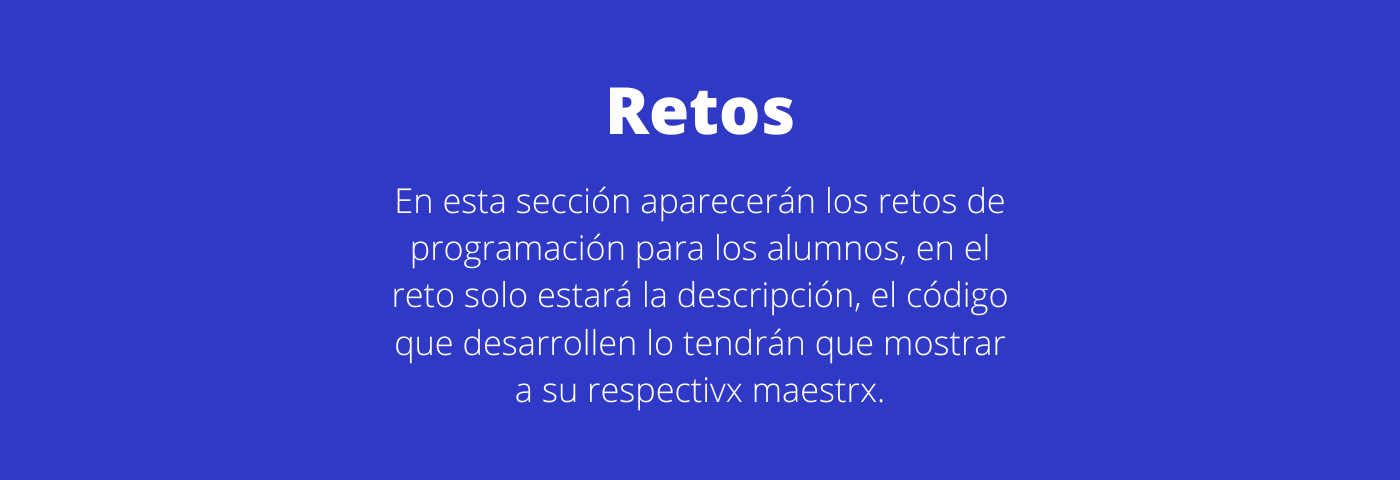 Retos
En esta sección aparecerán los retos de
programación para los alumnos, en el
reto solo estará la descripción, el código
que desarrollen lo tendrán que mostrar
a su respectivx maestrx.